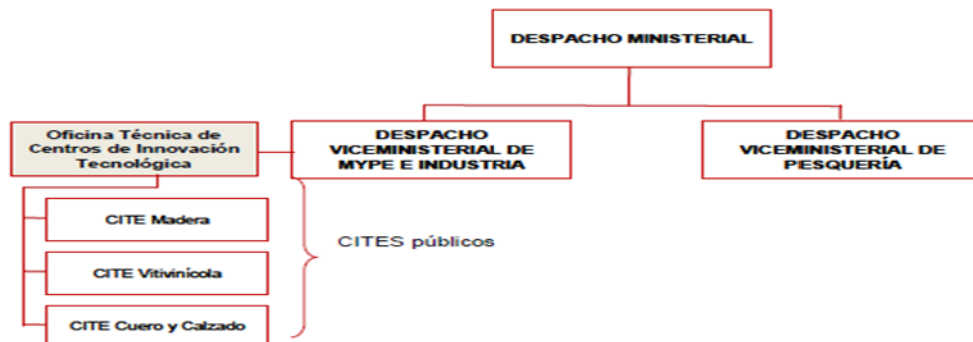 DESPACHO MINISTERIAL
Oficina Técnica de
Centros de Innovación
Tecnológica
DESPACHO
VICEMINISTERIAL DE
MYPE E INDUSTRIA
DESPACHO
VICEMINISTERIAL DE
PESQUERÍA
CITE Madera
CITES públicos
CITE Vitivinícola
CITE Cuero y Calzado